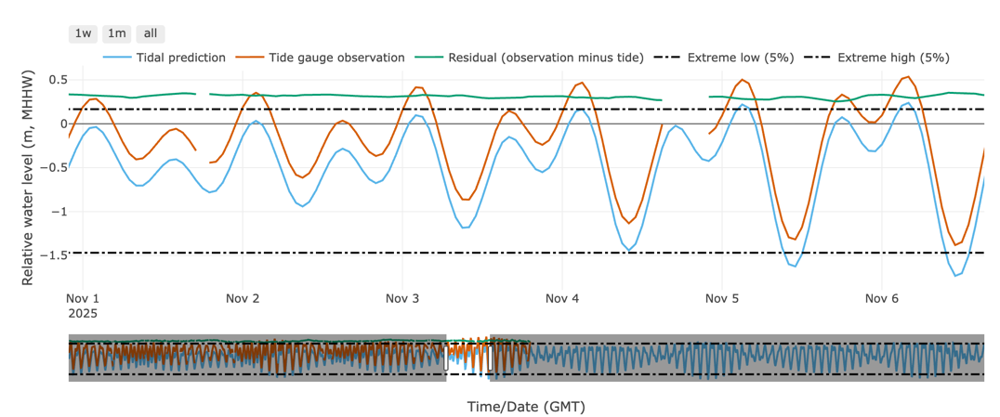 1w 1m all
Tidal prediction Tide gauge observation Residual (observation minus tide) Extreme low (5%) Extreme high (5%)
Relative water level (m, MHHW)
0.5
0
−0.5
−1
−1.5
Nov 1 Nov 2 Nov 3 Nov 4 Nov 5 Nov 6
2025
Time/Date (GMT)